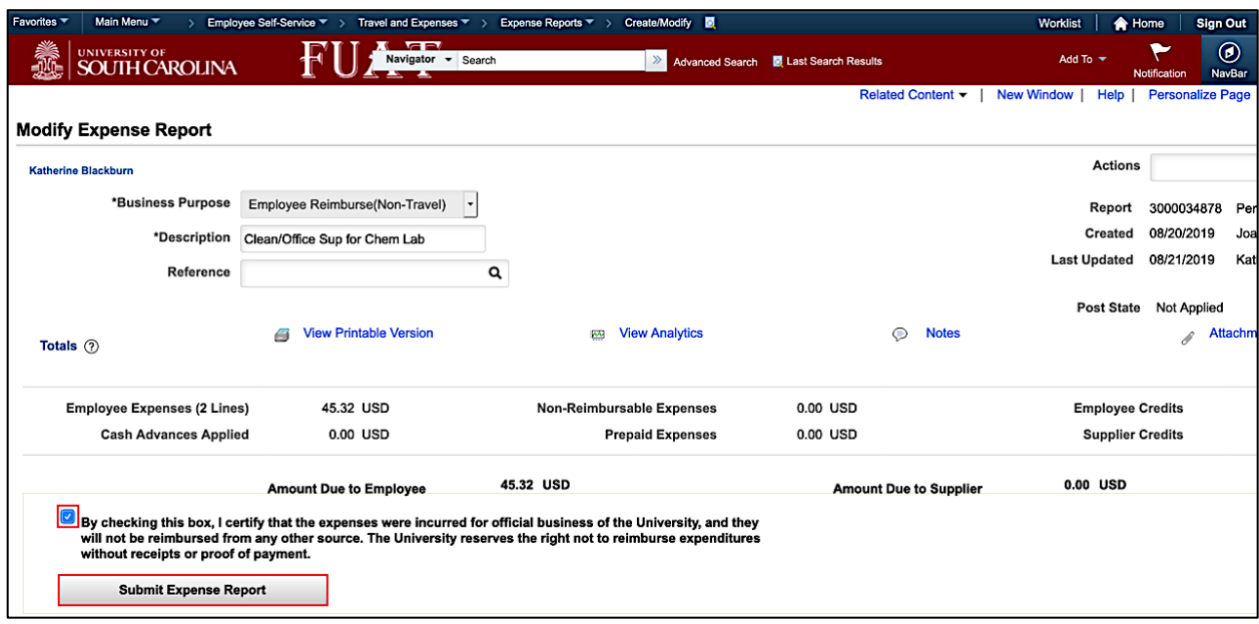 Favorites Main Menu > Employee Self-Service > Travel and Expenses > Expense Reports > Create/Modify Worklist Home Sign Out
UNIVERSITY OF
SOUTH CAROLINA
Navigator Search » Advanced Search Last Search Results Add To Notification NavBar
Related Content | New Window | Help | Personalize Page
Modify Expense Report
Katherine Blackburn
Actions
*Business Purpose Employee Reimburse(Non-Travel)
Report 3000034878 Per
*Description Clean/Office Sup for Chem Lab
Created 08/20/2019 Joa
Reference
Last Updated 08/21/2019 Kat
Post State Not Applied
Totals ? View Printable Version View Analytics Notes Attachm
Employee Expenses (2 Lines) 45.32 USD Non-Reimbursable Expenses 0.00 USD Employee Credits
Cash Advances Applied 0.00 USD Prepaid Expenses 0.00 USD Supplier Credits
Amount Due to Employee 45.32 USD Amount Due to Supplier 0.00 USD
By checking this box, I certify that the expenses were incurred for official business of the University, and they
will not be reimbursed from any other source. The University reserves the right not to reimburse expenditures
without receipts or proof of payment.
Submit Expense Report